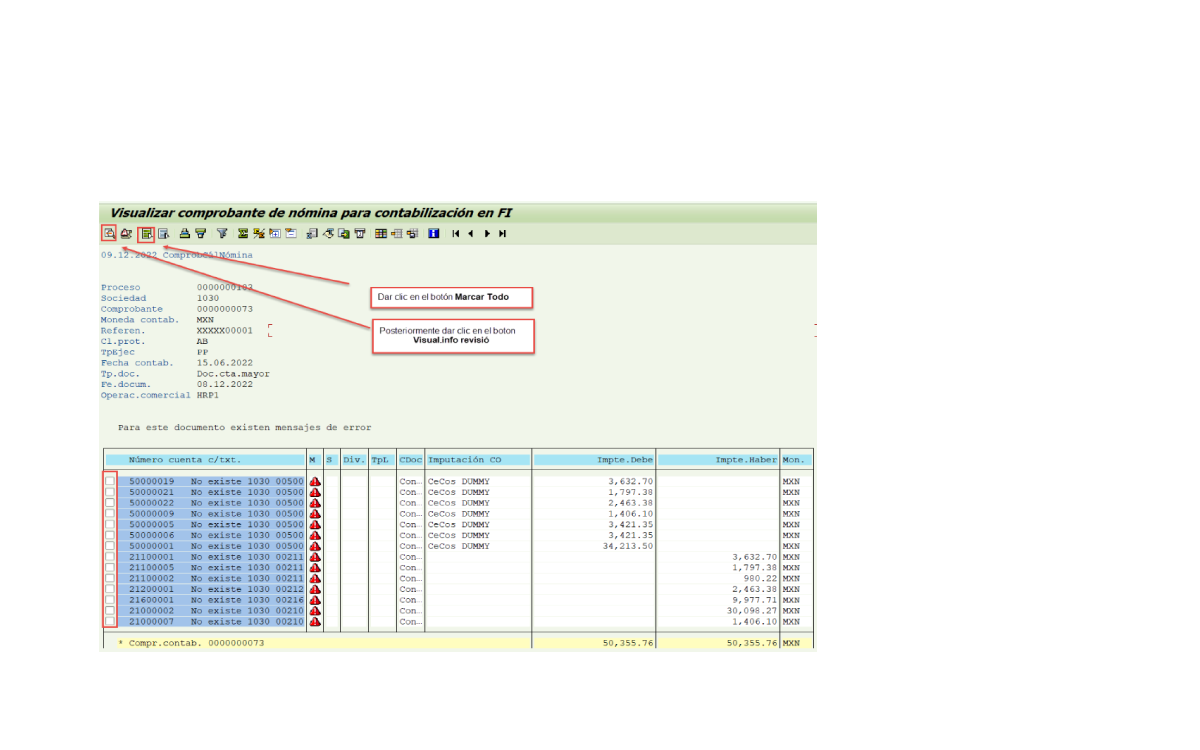 Visualizar comprobante de nómina para contabilización en FI
09.12.2022 Nómina
Proceso 0000000103
Sociedad 1030
Comprobante 0000000073
Moneda contab. MXN
Referen. XXXXX00001
Cl.prot. AB
TpEjec PP
Fecha contab. 15.06.2022
Tp.doc. Doc.cta.mayor
Fe.docum. 08.12.2022
Operac.comercial HRP1
Dar clic en el botón Marcar Todo
Posteriormente dar clic en el boton
Visual.info revisió
Para este documento existen mensajes de error
Número cuenta c/txt. M S Div. TpL CDoc Imputación CO Impte.Debe Impte.Haber Mon.
50000019 No existe 1030 00500 Con… CeCos DUMMY 3,632.70 MXN
50000021 No existe 1030 00500 Con… CeCos DUMMY 1,797.38 MXN
50000022 No existe 1030 00500 Con… CeCos DUMMY 2,463.38 MXN
50000009 No existe 1030 00500 Con… CeCos DUMMY 1,406.10 MXN
50000005 No existe 1030 00500 Con… CeCos DUMMY 3,421.35 MXN
50000006 No existe 1030 00500 Con… CeCos DUMMY 3,421.35 MXN
50000001 No existe 1030 00500 Con… CeCos DUMMY 34,213.50 MXN
21100001 No existe 1030 00211 Con… 3,632.70 MXN
21100005 No existe 1030 00211 Con… 1,797.38 MXN
21100002 No existe 1030 00211 Con… 980.22 MXN
21200001 No existe 1030 00212 Con… 2,463.38 MXN
21600001 No existe 1030 00216 Con… 9,977.71 MXN
21000002 No existe 1030 00210 Con… 30,098.27 MXN
21000007 No existe 1030 00210 Con… 1,406.10 MXN
* Compr.contab. 0000000073 50,355.76 50,355.76 MXN